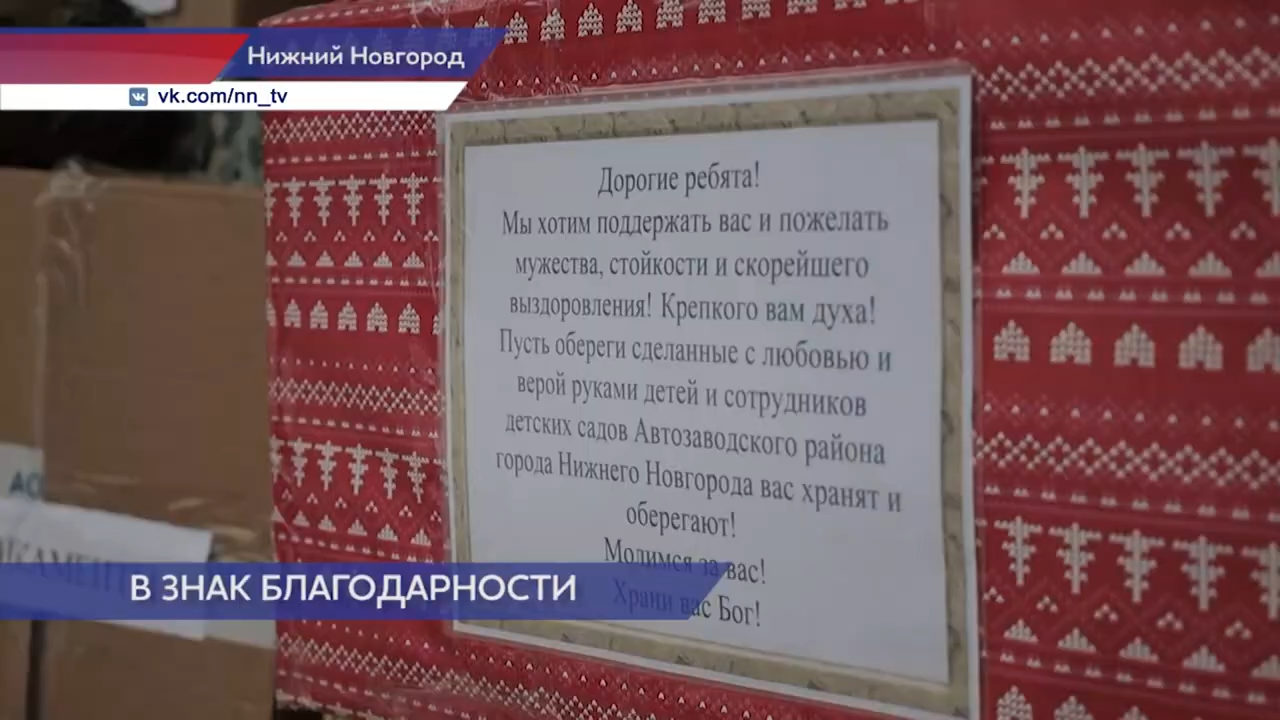 Нижний Новгород
vk.com/nn_tv
Дорогие ребята!
Мы хотим поддержать вас и пожелать
мужества, стойкости и скорейшего
выздоровления! Крепкого вам духа!
Пусть обереги сделанные с любовью и
верой руками детей и сотрудников
детских садов Автозаводского района
города Нижнего Новгорода вас хранят и
оберегают!
Молимся за вас!
Храни вас Бог!
В ЗНАК БЛАГОДАРНОСТИ